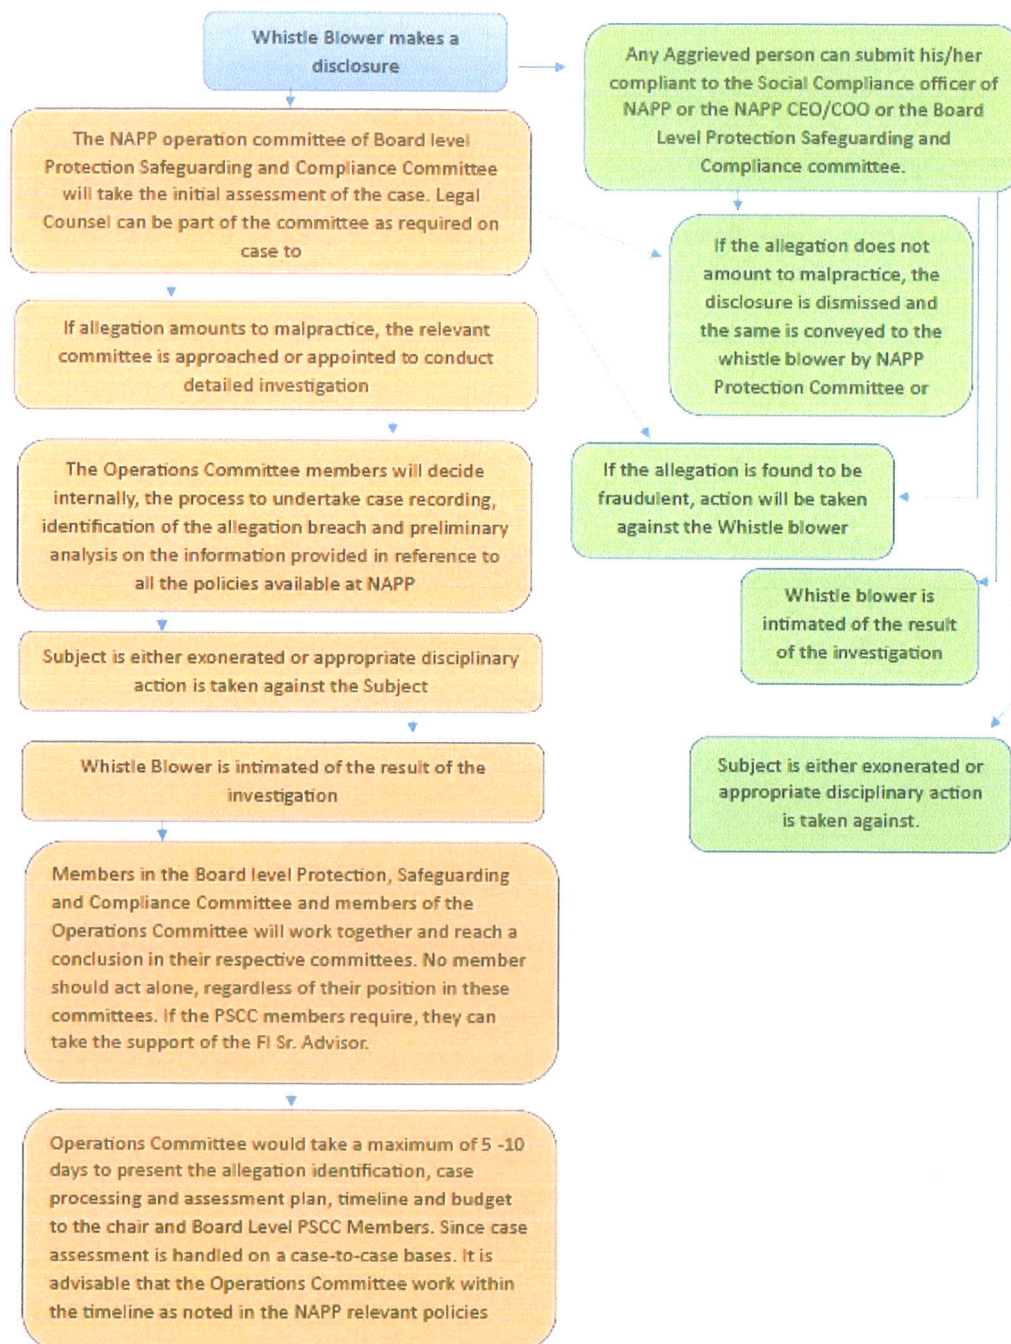 Whistle Blower makes a
disclosure
Any Aggrieved person can submit his/her
compliant to the Social Compliance officer of
NAPP or the NAPP CEO/COO or the Board
Level Protection Safeguarding and
Compliance committee.
The NAPP operation committee of Board level
Protection Safeguarding and Compliance Committee
will take the initial assessment of the case. Legal
Counsel can be part of the committee as required on
case to
If the allegation does not
amount to malpractice, the
disclosure is dismissed and
the same is conveyed to the
whistle blower by NAPP
Protection Committee or
If allegation amounts to malpractice, the relevant
committee is approached or appointed to conduct
detailed investigation
If the allegation is found to be
fraudulent, action will be taken
against the Whistle blower
The Operations Committee members will decide
internally, the process to undertake case recording,
identification of the allegation breach and preliminary
analysis on the information provided in reference to
all the policies available at NAPP
Whistle blower is
intimated of the result
of the investigation
Subject is either exonerated or appropriate disciplinary
action is taken against the Subject
Subject is either exonerated or
appropriate disciplinary action
is taken against.
Whistle Blower is intimated of the result of the
investigation
Members in the Board level Protection, Safeguarding
and Compliance Committee and members of the
Operations Committee will work together and reach a
conclusion in their respective committees. No member
should act alone, regardless of their position in these
committees. If the PSCC members require, they can
take the support of the FI Sr. Advisor.
Operations Committee would take a maximum of 5 -10
days to present the allegation identification, case
processing and assessment plan, timeline and budget
to the chair and Board Level PSCC Members. Since case
assessment is handled on a case-to-case bases. It is
advisable that the Operations Committee work within
the timeline as noted in the NAPP relevant policies